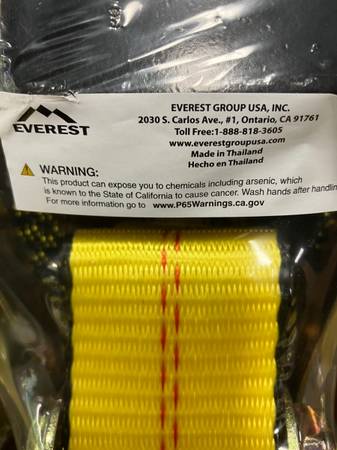 EVEREST
EVEREST GROUP USA, INC.
2030 S. Carlos Ave., #1, Ontario, CA 91761
Toll Free:1-888-818-3605
www.everestgroupusa.com
Made in Thailand
Hecho en Thailand
WARNING:
This product can expose you to chemicals including arsenic, which
is known to the State of California to cause cancer. Wash hands after handlin
For more information go to www.P65Warnings.ca.gov